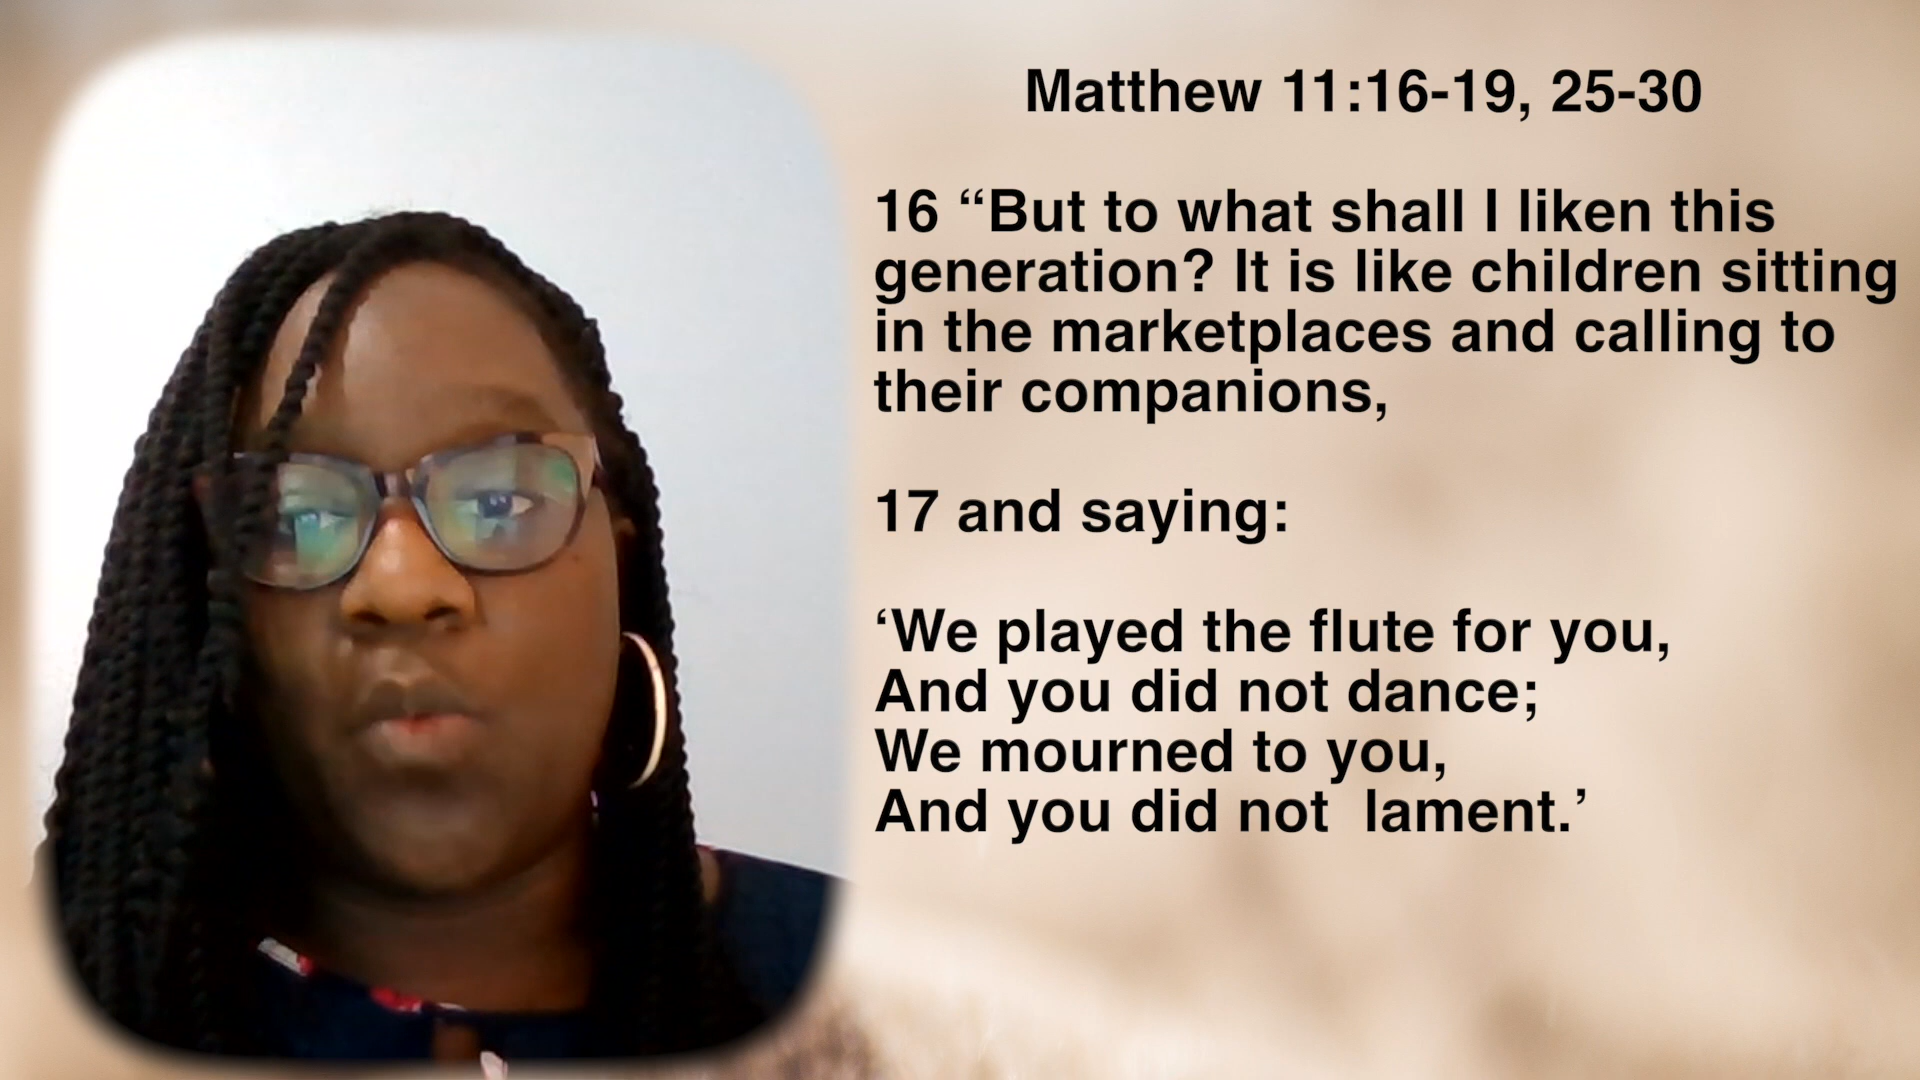 Matthew 11:16-19, 25-30
16 “But to what shall I liken this
generation? It is like children sitting
in the marketplaces and calling to
their companions,
17 and saying:
‘We played the flute for you,
And you did not dance;
We mourned to you,
And you did not  lament.’